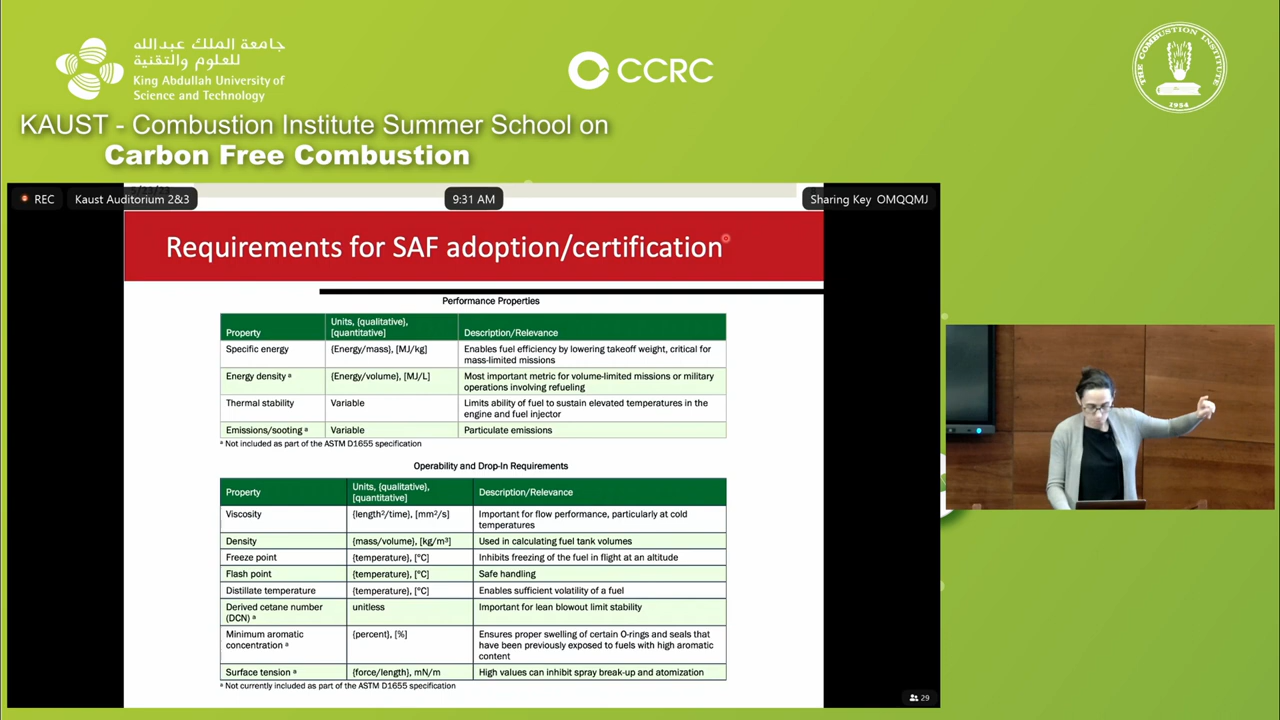 جامعة الملك عبدالله
للعلوم والتقنية
King Abdullah University of
Science and Technology
CCRC
THE COMBUSTION INSTITUTE
1954
KAUST - Combustion Institute Summer School on
Carbon Free Combustion
REC
Kaust Auditorium 2&3
9:31 AM
Sharing Key OMQQMJ
Requirements for SAF adoption/certification
Performance Properties
Property
Units, {qualitative},
[quantitative]
Description/Relevance
Specific energy
{Energy/mass}, [MJ/kg]
Enables fuel efficiency by lowering takeoff weight, critical for
mass-limited missions
Energy density ᵃ
{Energy/volume}, [MJ/L]
Most important metric for volume-limited missions or military
operations involving refueling
Thermal stability
Variable
Limits ability of fuel to sustain elevated temperatures in the
engine and fuel injector
Emissions/sooting ᵃ
Variable
Particulate emissions
ᵃ Not included as part of the ASTM D1655 specification
Operability and Drop-In Requirements
Property
Units, {qualitative},
[quantitative]
Description/Relevance
Viscosity
{length²/time}, [mm²/s]
Important for flow performance, particularly at cold
temperatures
Density
{mass/volume}, [kg/m³]
Used in calculating fuel tank volumes
Freeze point
{temperature}, [°C]
Inhibits freezing of the fuel in flight at an altitude
Flash point
{temperature}, [°C]
Safe handling
Distillate temperature
{temperature}, [°C]
Enables sufficient volatility of a fuel
Derived cetane number
(DCN) ᵃ
unitless
Important for lean blowout limit stability
Minimum aromatic
concentration ᵃ
{percent}, [%]
Ensures proper swelling of certain O-rings and seals that
have been previously exposed to fuels with high aromatic
content
Surface tension ᵃ
{force/length}, mN/m
High values can inhibit spray break-up and atomization
ᵃ Not currently included as part of the ASTM D1655 specification
29